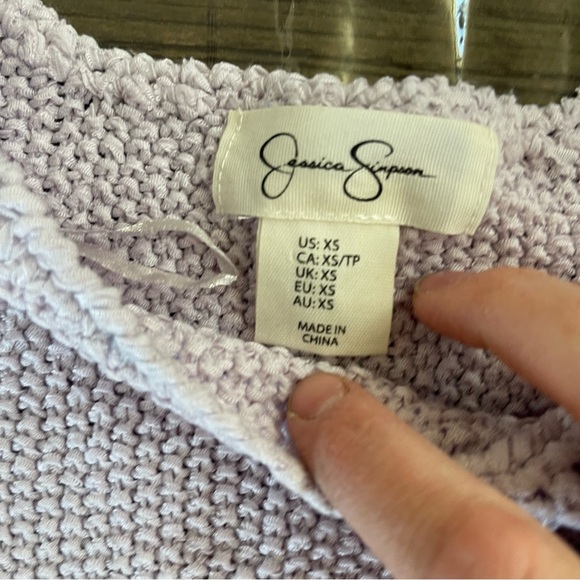 Jessica Simpson
US: XS
CA: XS/TP
UK: XS
EU: XS
AU: XS
MADE IN
CHINA